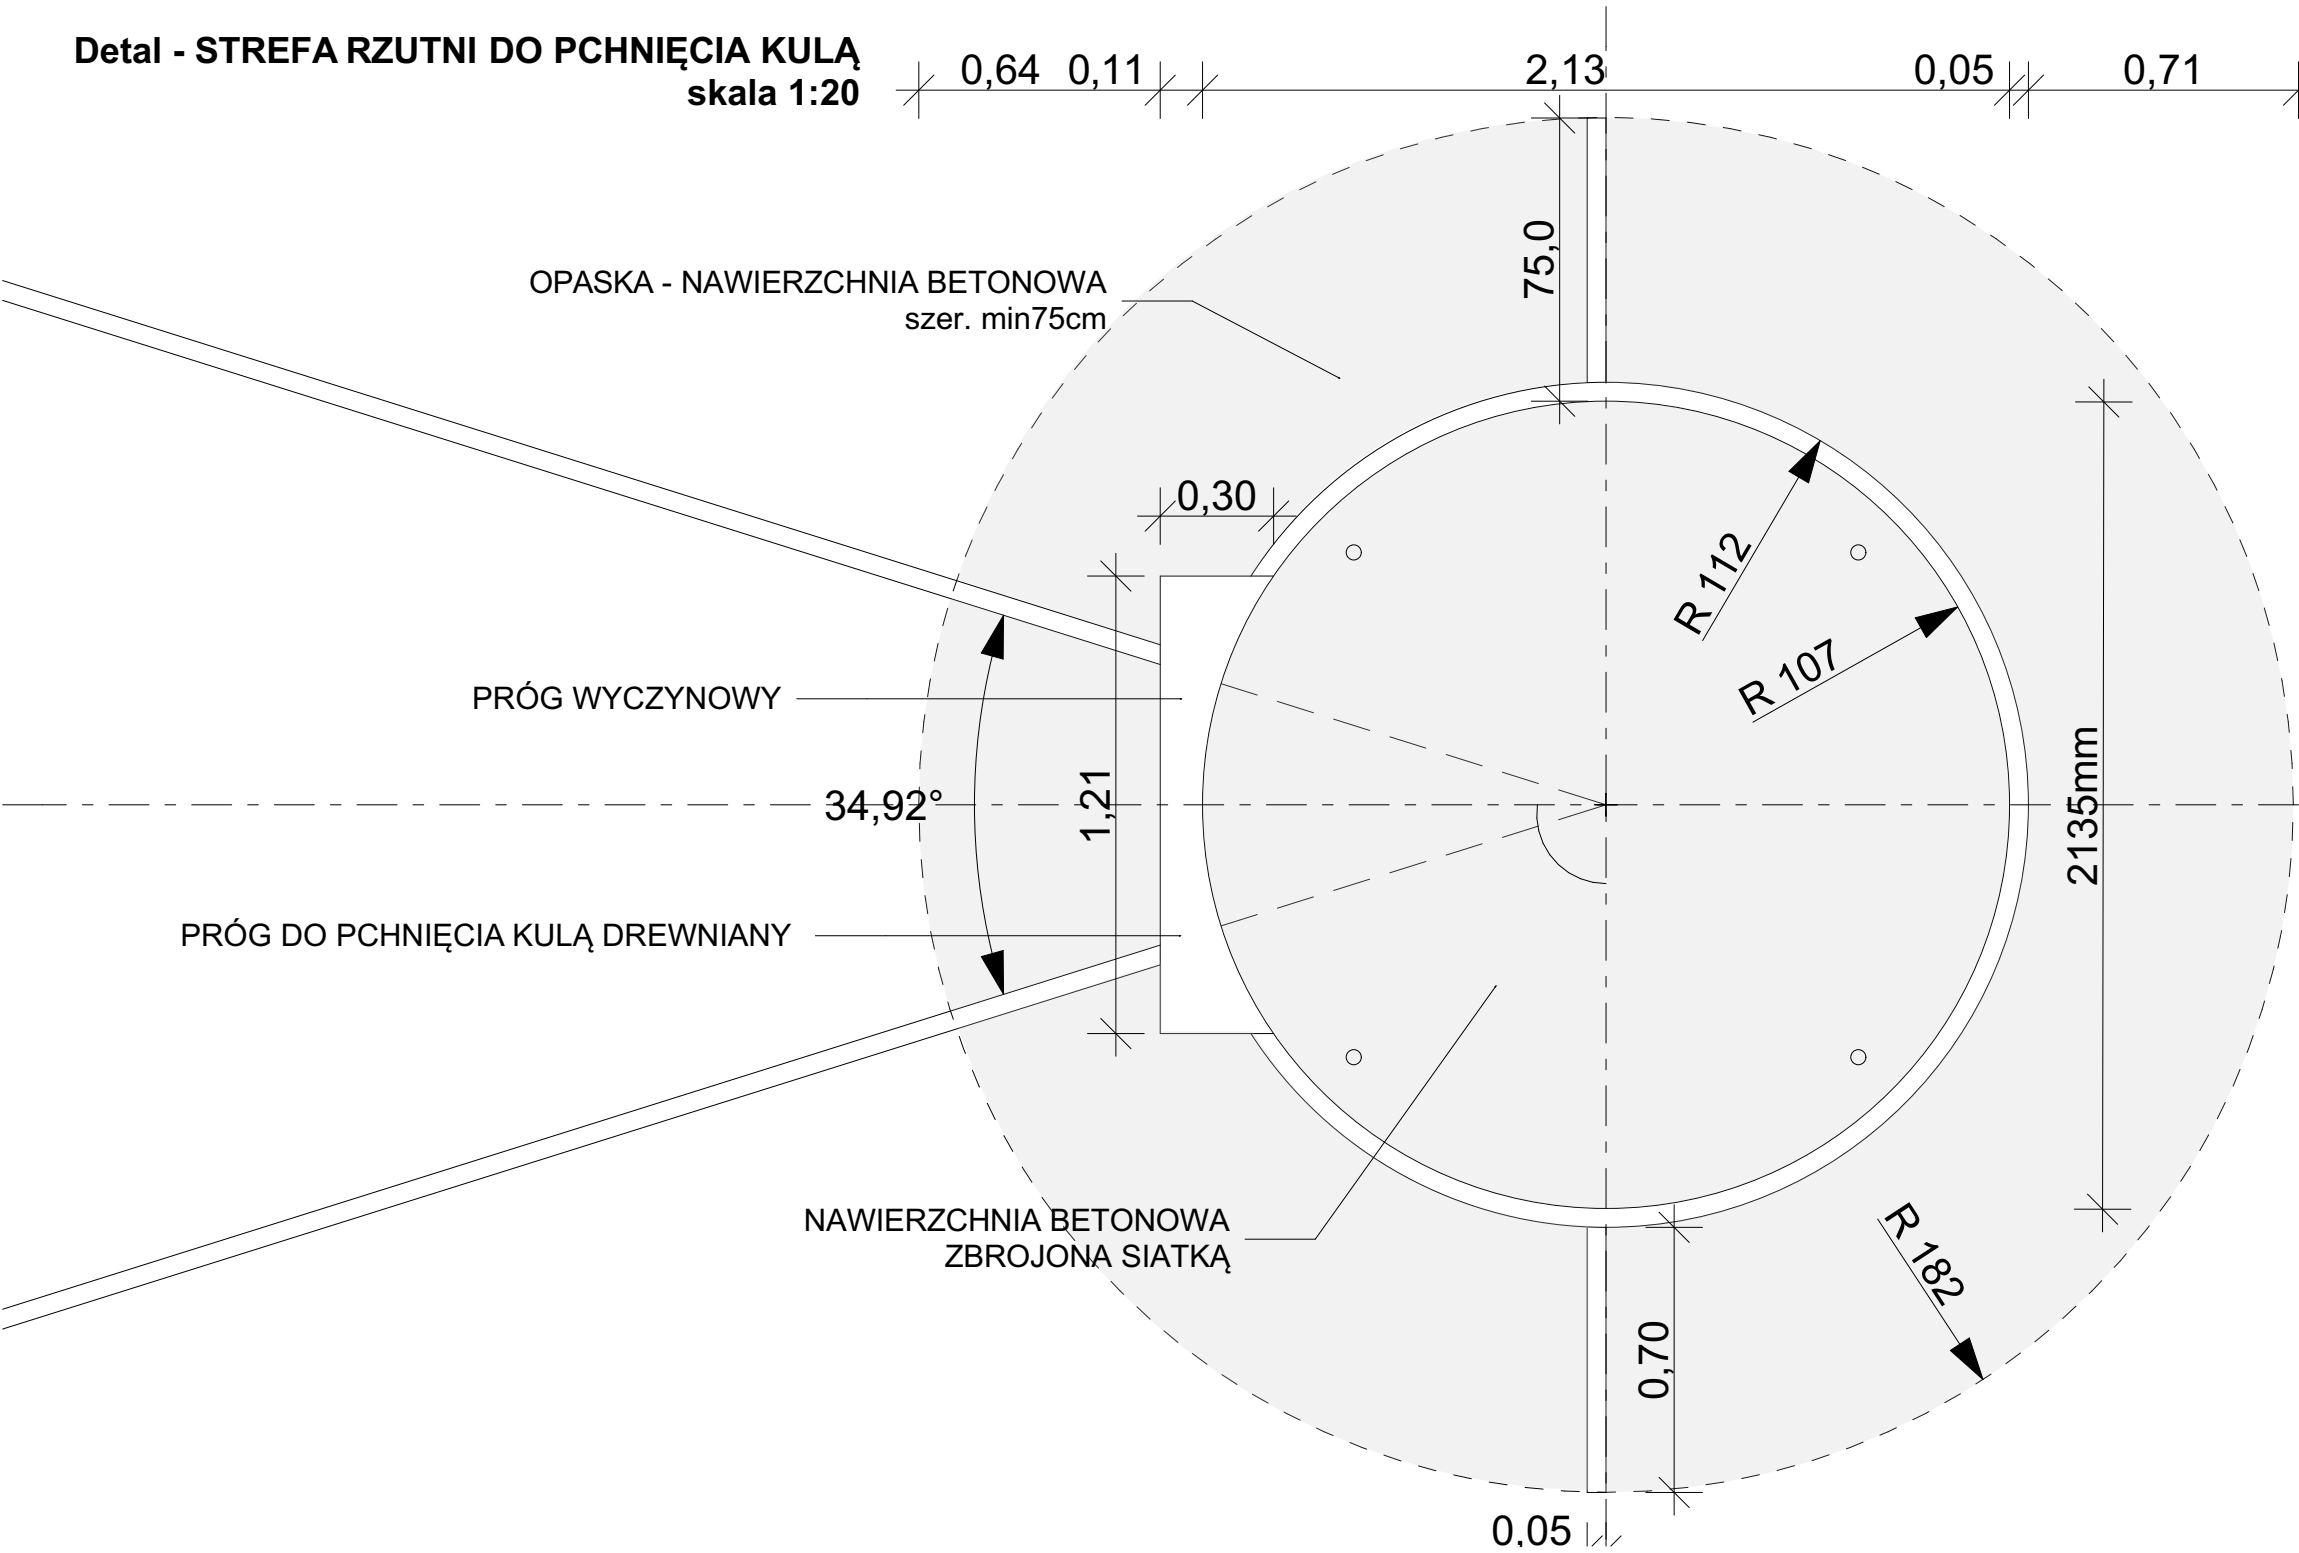 Detal - STREFA RZUTNI DO PCHNIĘCIA KULĄ
skala 1:20
0,64
0,11
2,13
0,05
0,71
75,0
OPASKA - NAWIERZCHNIA BETONOWA
szer. min75cm
0,30
R 112
R 107
PRÓG WYCZYNOWY
1,21
34,92°
2135mm
PRÓG DO PCHNIĘCIA KULĄ DREWNIANY
NAWIERZCHNIA BETONOWA
ZBROJONA SIATKĄ
R 182
0,70
0,05